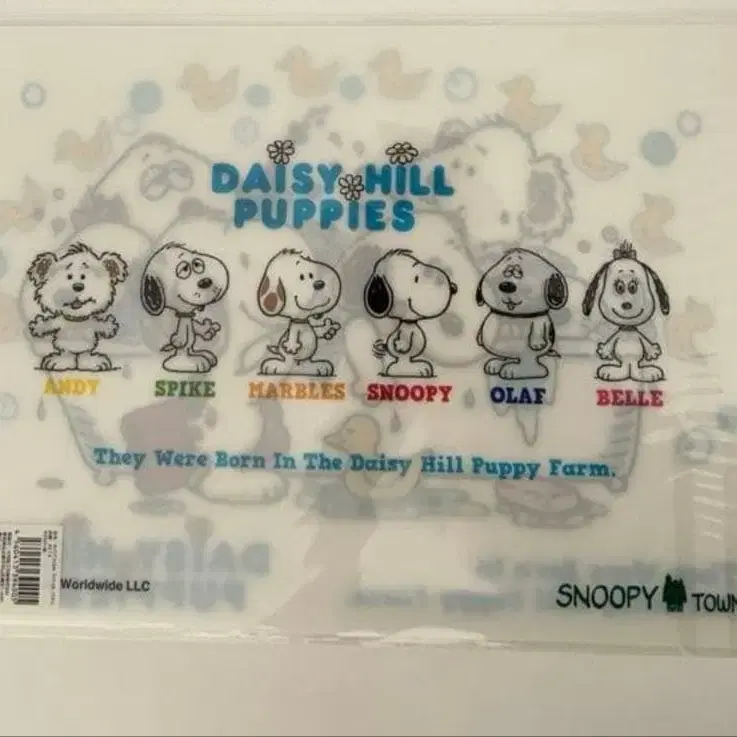 DAISY HILL
PUPPIES
ANDY SPIKE MARBLES SNOOPY OLAF BELLE
They Were Born In The Daisy Hill Puppy Farm.
Worldwide LLC
SNOOPY TOWN